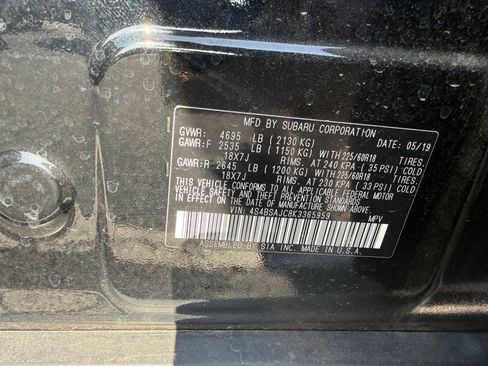 MFD BY SUBARU CORPORATION DATE: 05/19
GVWR: 4695 LB ( 2130 KG)
GAWR:F 2535 LB ( 1150 KG) WITH 225/60R18 TIRES,
18X7J RIMS, AT 240 KPA ( 35 PSI) COLD.
GAWR:R 2645 LB ( 1200 KG) WITH 225/60R18 TIRES,
18X7J RIMS, AT 230 KPA ( 33 PSI) COLD.
THIS VEHICLE CONFORMS TO ALL APPLICABLE FEDERAL MOTOR
VEHICLE SAFETY AND THEFT PREVENTION STANDARDS
IN EFFECT ON THE DATE OF MANUFACTURE SHOWN ABOVE.
VIN: 4S4BSAJC8K3365959 MPV
ASSEMBLED BY SIA INC. MADE IN U.S.A.